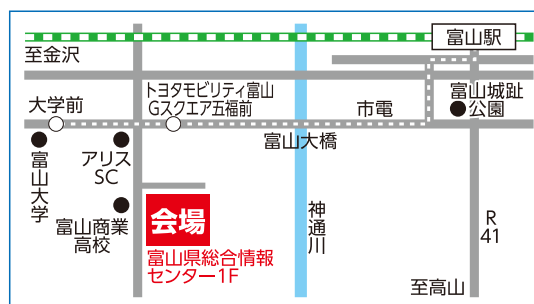 富山駅
至金沢
トヨタモビリティ富山
Gスクエア五福前
大学前
市電
富山城趾
公園
富山大橋
富山大学
アリス
SC
富山商業
高校
会場
富山県総合情報
センター1F
神通川
R
41
至高山